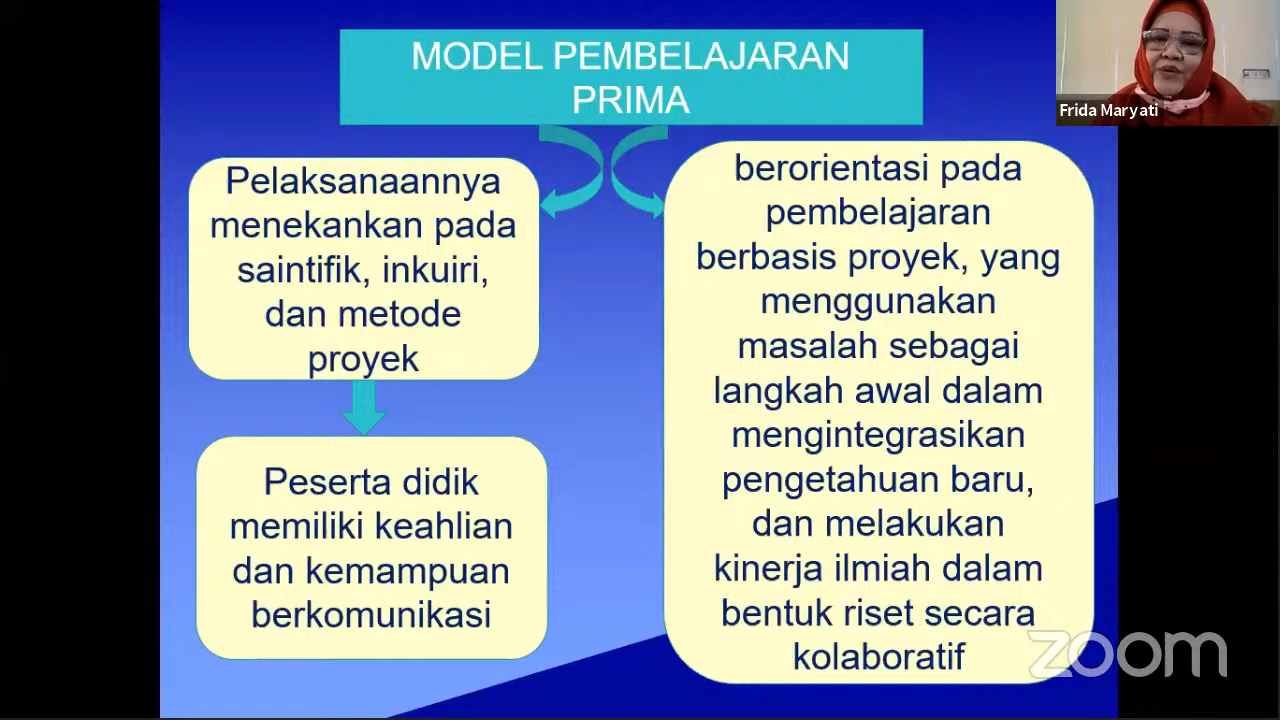 MODEL PEMBELAJARAN
PRIMA
Frida Maryati
Pelaksanaannya
menekankan pada
saintifik, inkuiri,
dan metode
proyek
Peserta didik
memiliki keahlian
dan kemampuan
berkomunikasi
berorientasi pada
pembelajaran
berbasis proyek, yang
menggunakan
masalah sebagai
langkah awal dalam
mengintegrasikan
pengetahuan baru,
dan melakukan
kinerja ilmiah dalam
bentuk riset secara
kolaboratif
zoom